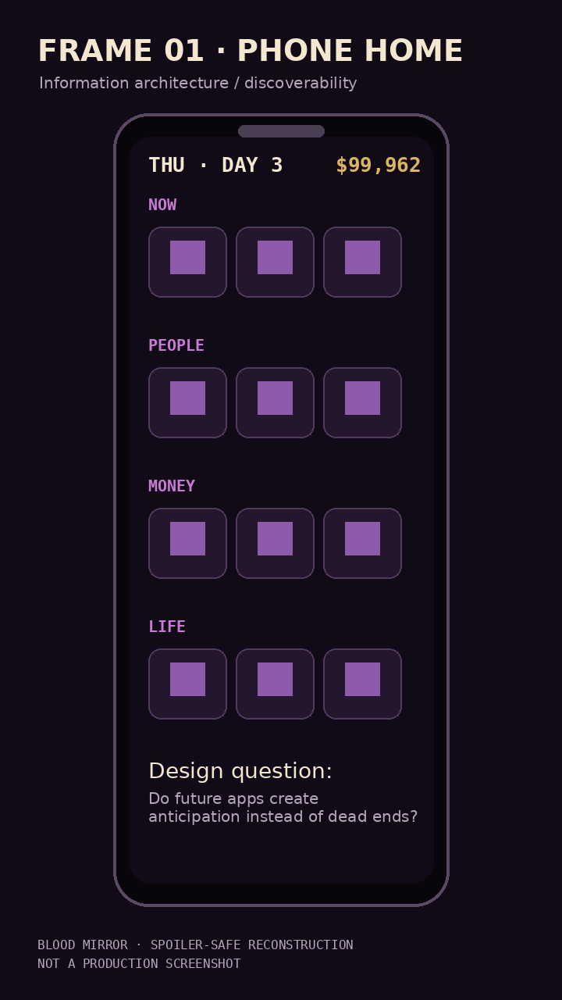 FRAME 01 · PHONE HOME
Information architecture / discoverability
THU · DAY 3 $99,962
NOW
PEOPLE
MONEY
LIFE
Design question:
Do future apps create
anticipation instead of dead ends?
BLOOD MIRROR · SPOILER-SAFE RECONSTRUCTION
NOT A PRODUCTION SCREENSHOT